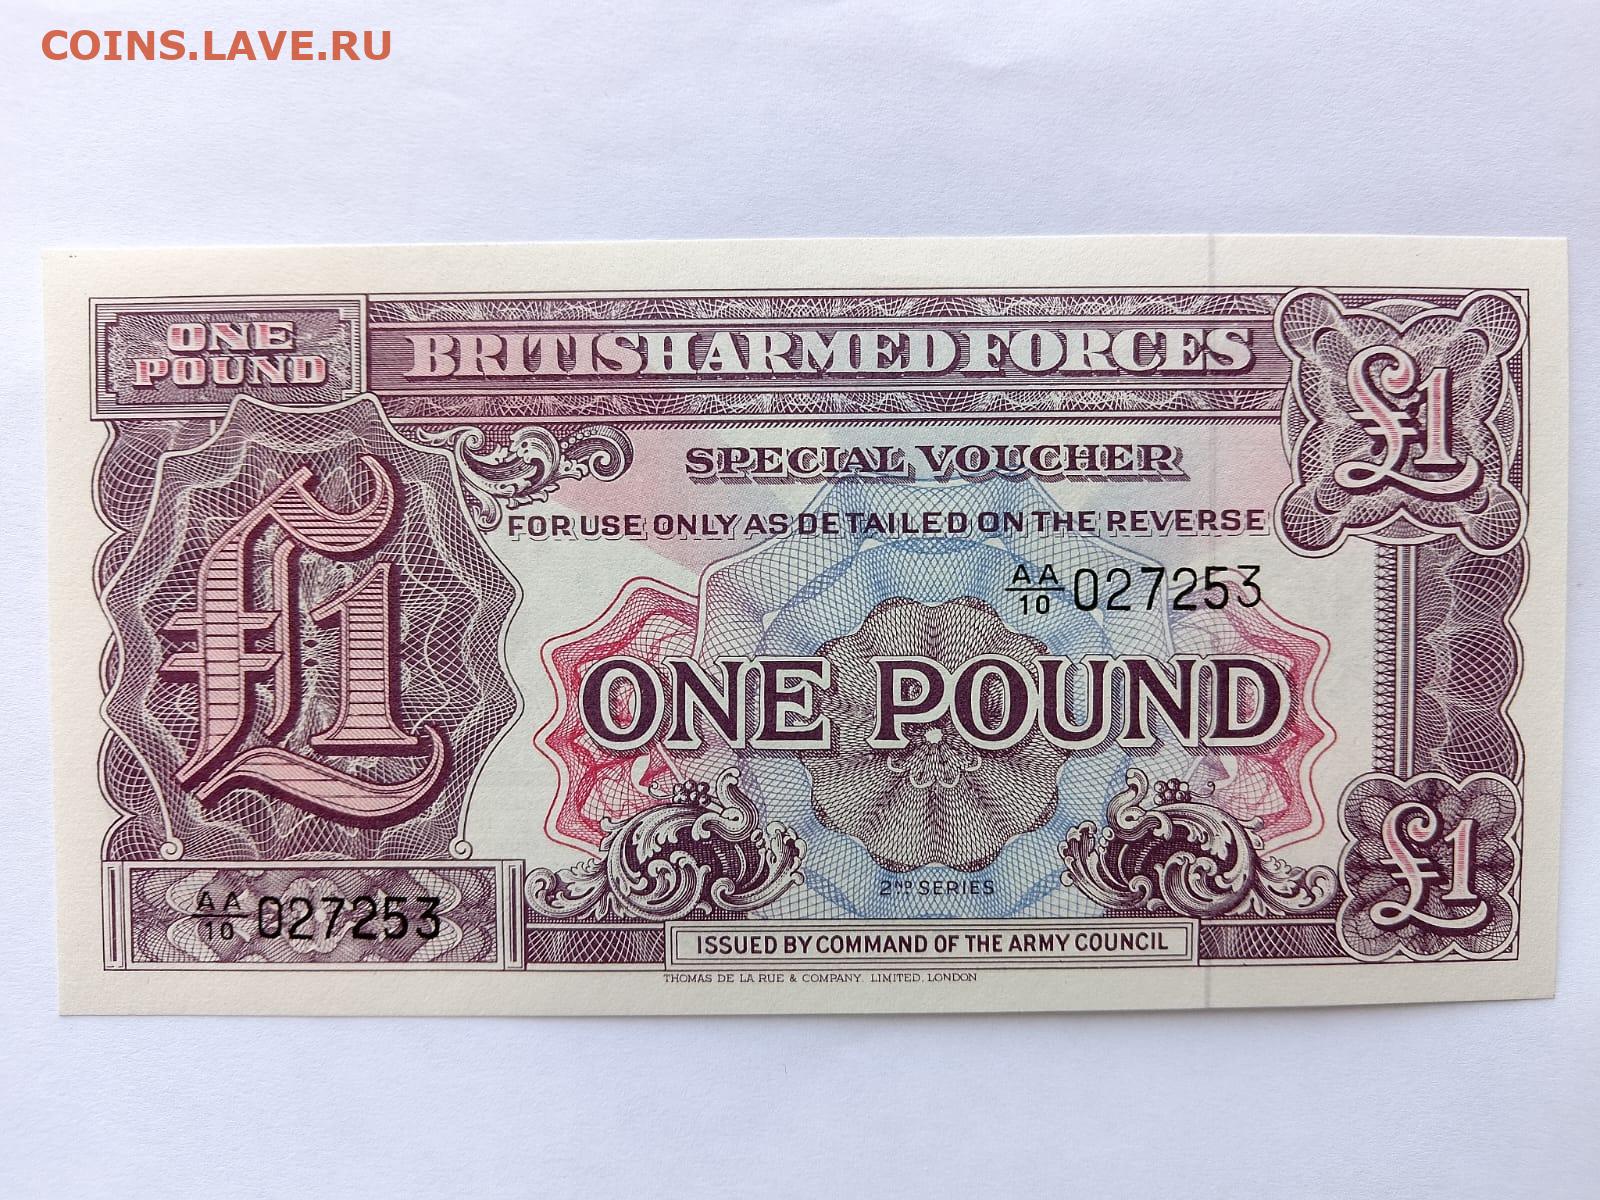 COINS.LAVE.RU
ONE
POUND
BRITISH ARMED FORCES
£1
SPECIAL VOUCHER
FOR USE ONLY AS DETAILED ON THE REVERSE
AA/10 027253
£1
ONE POUND
£1
2ND SERIES
AA/10 027253
ISSUED BY COMMAND OF THE ARMY COUNCIL
THOMAS DE LA RUE & COMPANY, LIMITED, LONDON